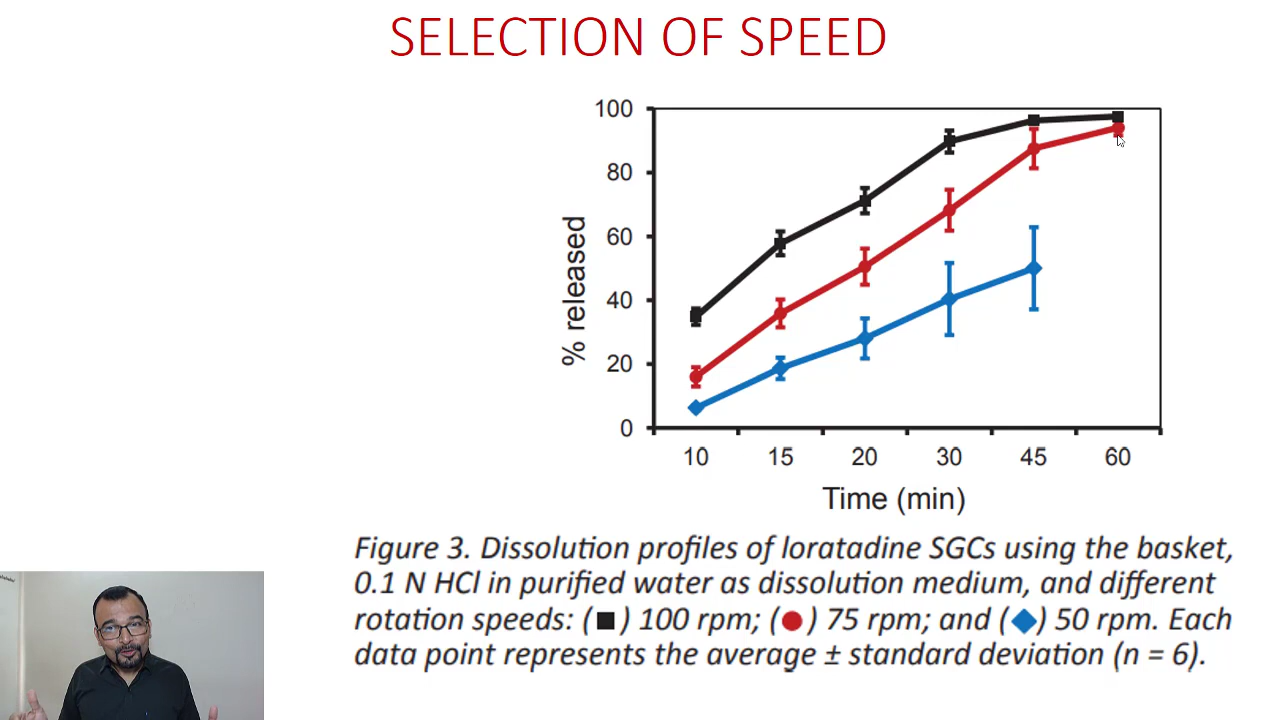 SELECTION OF SPEED
100
80
60
40
20
0
% released
10 15 20 30 45 60
Time (min)
Figure 3. Dissolution profiles of loratadine SGCs using the basket,
0.1 N HCl in purified water as dissolution medium, and different
rotation speeds: (■) 100 rpm; (●) 75 rpm; and (◆) 50 rpm. Each
data point represents the average ± standard deviation (n = 6).